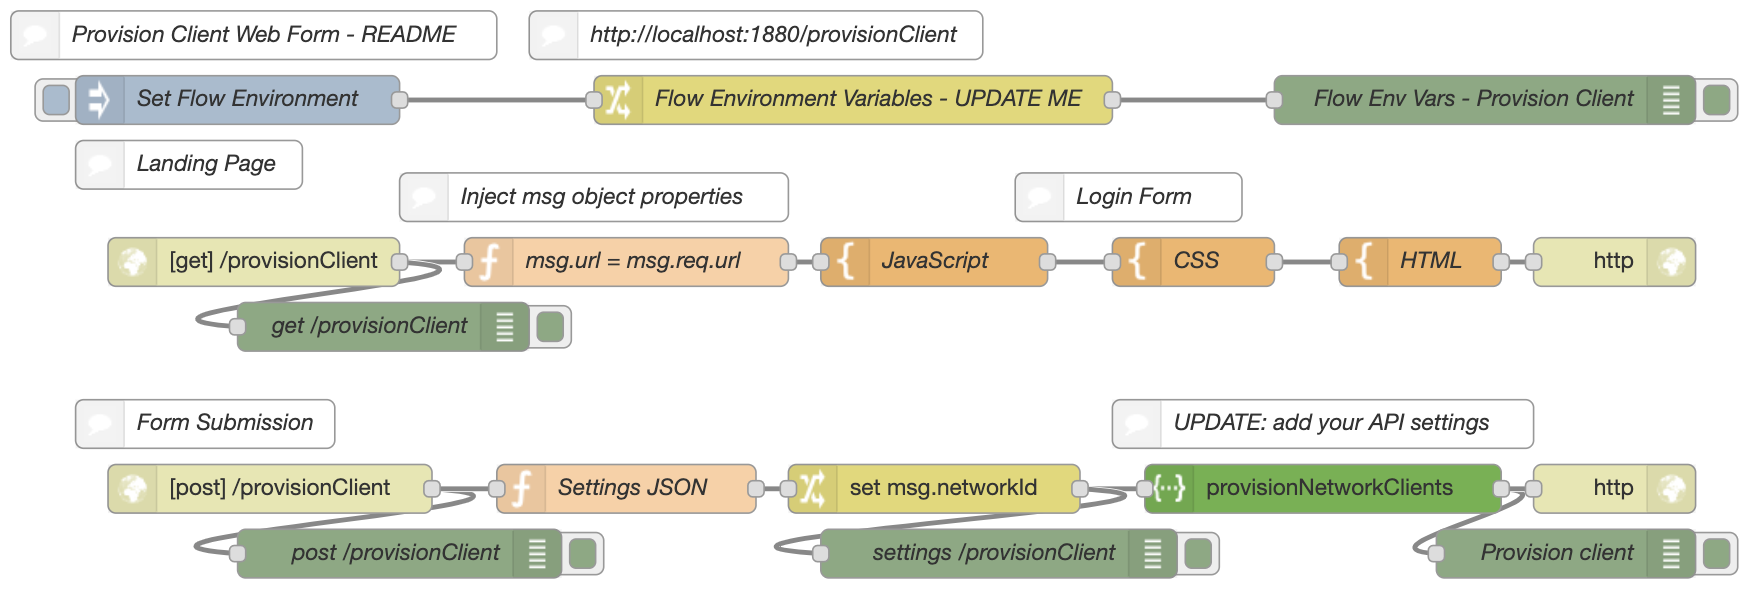 Provision Client Web Form - README
http://localhost:1880/provisionClient
Set Flow Environment
Flow Environment Variables - UPDATE ME
Flow Env Vars - Provision Client
Landing Page
Inject msg object properties
Login Form
[get] /provisionClient
msg.url = msg.req.url
JavaScript
CSS
HTML
http
get /provisionClient
Form Submission
UPDATE: add your API settings
[post] /provisionClient
Settings JSON
set msg.networkId
provisionNetworkClients
http
post /provisionClient
settings /provisionClient
Provision client